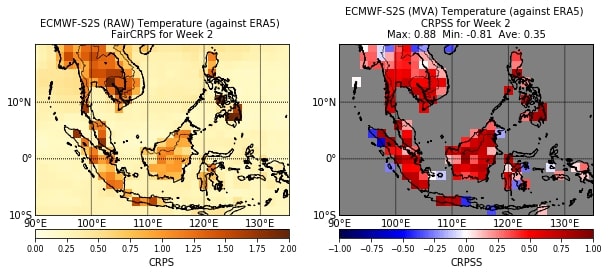 ECMWF-S2S (RAW) Temperature (against ERA5)
FairCRPS for Week 2
10°N
0°
10°S
90°E 100°E 110°E 120°E 130°E
0.00 0.25 0.50 0.75 1.00 1.25 1.50 1.75 2.00
CRPS
ECMWF-S2S (MVA) Temperature (against ERA5)
CRPSS for Week 2
Max: 0.88 Min: -0.81 Ave: 0.35
10°N
0°
10°S
90°E 100°E 110°E 120°E 130°E
−1.00 −0.75 −0.50 −0.25 0.00 0.25 0.50 0.75 1.00
CRPSS